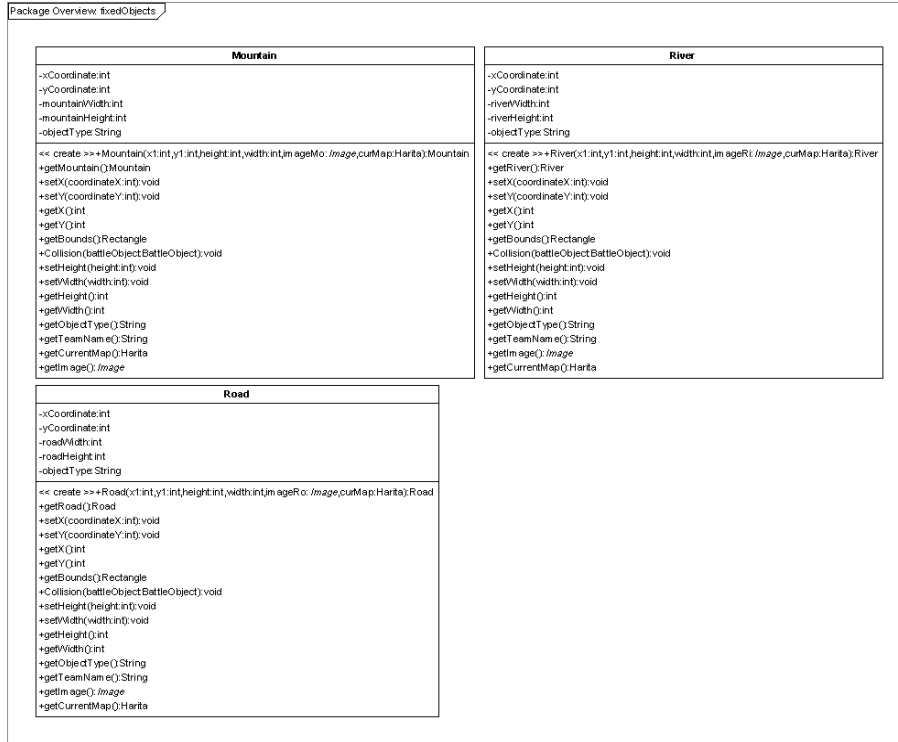 Package Overview: fixedObjects
Mountain
-xCoordinate:int
-yCoordinate:int
-mountainWidth:int
-mountainHeight:int
-objectType:String
<< create >>+Mountain(x1:int,y1:int,height:int,width:int,imageMo:Image,curMap:Harita):Mountain
+getMountain():Mountain
+setX(coordinateX:int):void
+setY(coordinateY:int):void
+getX():int
+getY():int
+getBounds():Rectangle
+Collision(battleObject:BattleObject):void
+setHeight(height:int):void
+setWidth(width:int):void
+getHeight():int
+getWidth():int
+getObjectType():String
+getTeamName():String
+getCurrentMap():Harita
+getImage():Image
River
-xCoordinate:int
-yCoordinate:int
-riverWidth:int
-riverHeight:int
-objectType:String
<< create >>+River(x1:int,y1:int,height:int,width:int,imageRi:Image,curMap:Harita):River
+getRiver():River
+setX(coordinateX:int):void
+setY(coordinateY:int):void
+getX():int
+getY():int
+getBounds():Rectangle
+Collision(battleObject:BattleObject):void
+setHeight(height:int):void
+setWidth(width:int):void
+getHeight():int
+getWidth():int
+getObjectType():String
+getTeamName():String
+getImage():Image
+getCurrentMap():Harita
Road
-xCoordinate:int
-yCoordinate:int
-roadWidth:int
-roadHeight:int
-objectType:String
<< create >>+Road(x1:int,y1:int,height:int,width:int,imageRo:Image,curMap:Harita):Road
+getRoad():Road
+setX(coordinateX:int):void
+setY(coordinateY:int):void
+getX():int
+getY():int
+getBounds():Rectangle
+Collision(battleObject:BattleObject):void
+setHeight(height:int):void
+setWidth(width:int):void
+getHeight():int
+getWidth():int
+getObjectType():String
+getTeamName():String
+getImage():Image
+getCurrentMap():Harita